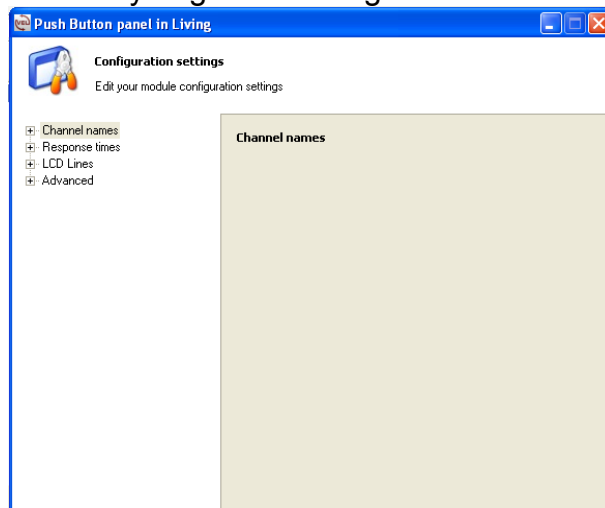 Push Button panel in Living
Configuration settings
Edit your module configuration settings
Channel names
Response times
LCD Lines
Advanced
Channel names